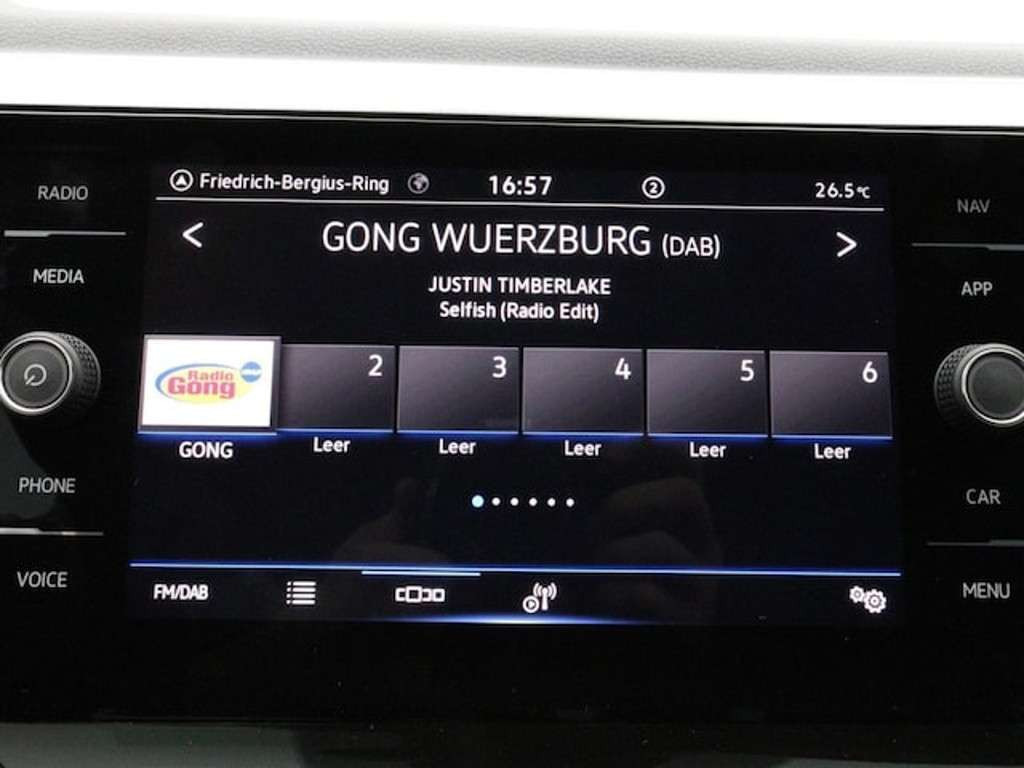 Friedrich-Bergius-Ring 16:57 2 26.5°C
RADIO
MEDIA
PHONE
VOICE
GONG WUERZBURG (DAB)
JUSTIN TIMBERLAKE
Selfish (Radio Edit)
Radio
Gong
2 3 4 5 6
GONG Leer Leer Leer Leer Leer
FM/DAB
NAV
APP
CAR
MENU